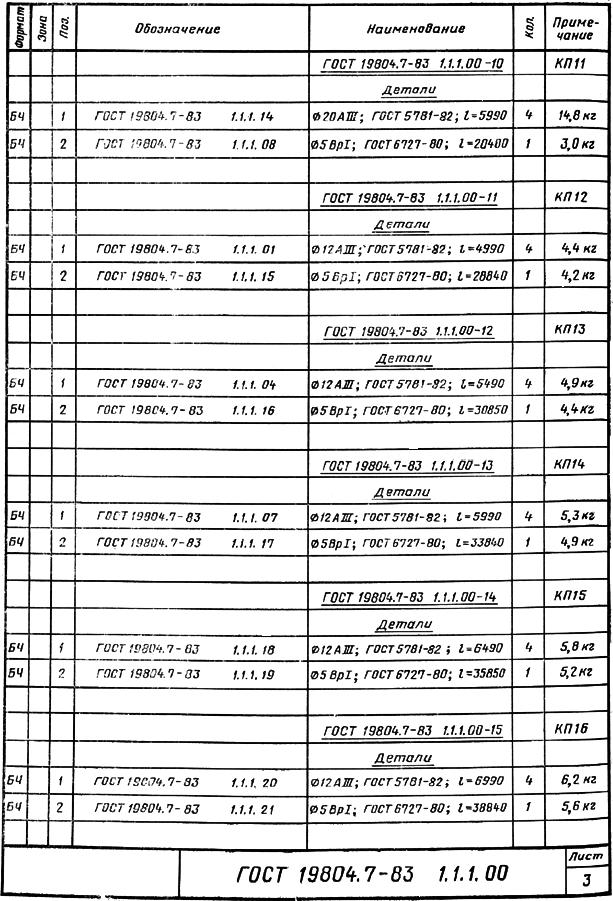 Формат Зона Поз. Обозначение Наименование Кол. Приме-чание
ГОСТ 19804.7-83 1.1.1.00-10 КП11
Детали
БЧ 1 ГОСТ 19804.7-83 1.1.1.14 Ø20АIII; ГОСТ 5781-82; l=5990 4 14,8 кг
БЧ 2 ГОСТ 19804.7-83 1.1.1.08 Ø5ВрI; ГОСТ 6727-80; l=20400 1 3,0 кг
ГОСТ 19804.7-83 1.1.1.00-11 КП12
Детали
БЧ 1 ГОСТ 19804.7-83 1.1.1.01 Ø12АIII; ГОСТ 5781-82; l=4990 4 4,4 кг
БЧ 2 ГОСТ 19804.7-83 1.1.1.15 Ø5ВрI; ГОСТ 6727-80; l=28840 1 4,2 кг
ГОСТ 19804.7-83 1.1.1.00-12 КП13
Детали
БЧ 1 ГОСТ 19804.7-83 1.1.1.04 Ø12АIII; ГОСТ 5781-82; l=5490 4 4,9 кг
БЧ 2 ГОСТ 19804.7-83 1.1.1.16 Ø5ВрI; ГОСТ 6727-80; l=30850 1 4,4 кг
ГОСТ 19804.7-83 1.1.1.00-13 КП14
Детали
БЧ 1 ГОСТ 19804.7-83 1.1.1.07 Ø12АIII; ГОСТ 5781-82; l=5990 4 5,3 кг
БЧ 2 ГОСТ 19804.7-83 1.1.1.17 Ø5ВрI; ГОСТ 6727-80; l=33840 1 4,9 кг
ГОСТ 19804.7-83 1.1.1.00-14 КП15
Детали
БЧ 1 ГОСТ 19804.7-83 1.1.1.18 Ø12АIII; ГОСТ 5781-82; l=6490 4 5,8 кг
БЧ 2 ГОСТ 19804.7-83 1.1.1.19 Ø5ВрI; ГОСТ 6727-80; l=35850 1 5,2 кг
ГОСТ 19804.7-83 1.1.1.00-15 КП16
Детали
БЧ 1 ГОСТ 19804.7-83 1.1.1.20 Ø12АIII; ГОСТ 5781-82; l=6990 4 6,2 кг
БЧ 2 ГОСТ 19804.7-83 1.1.1.21 Ø5ВрI; ГОСТ 6727-80; l=38840 1 5,6 кг
ГОСТ 19804.7-83 1.1.1.00
Лист
3